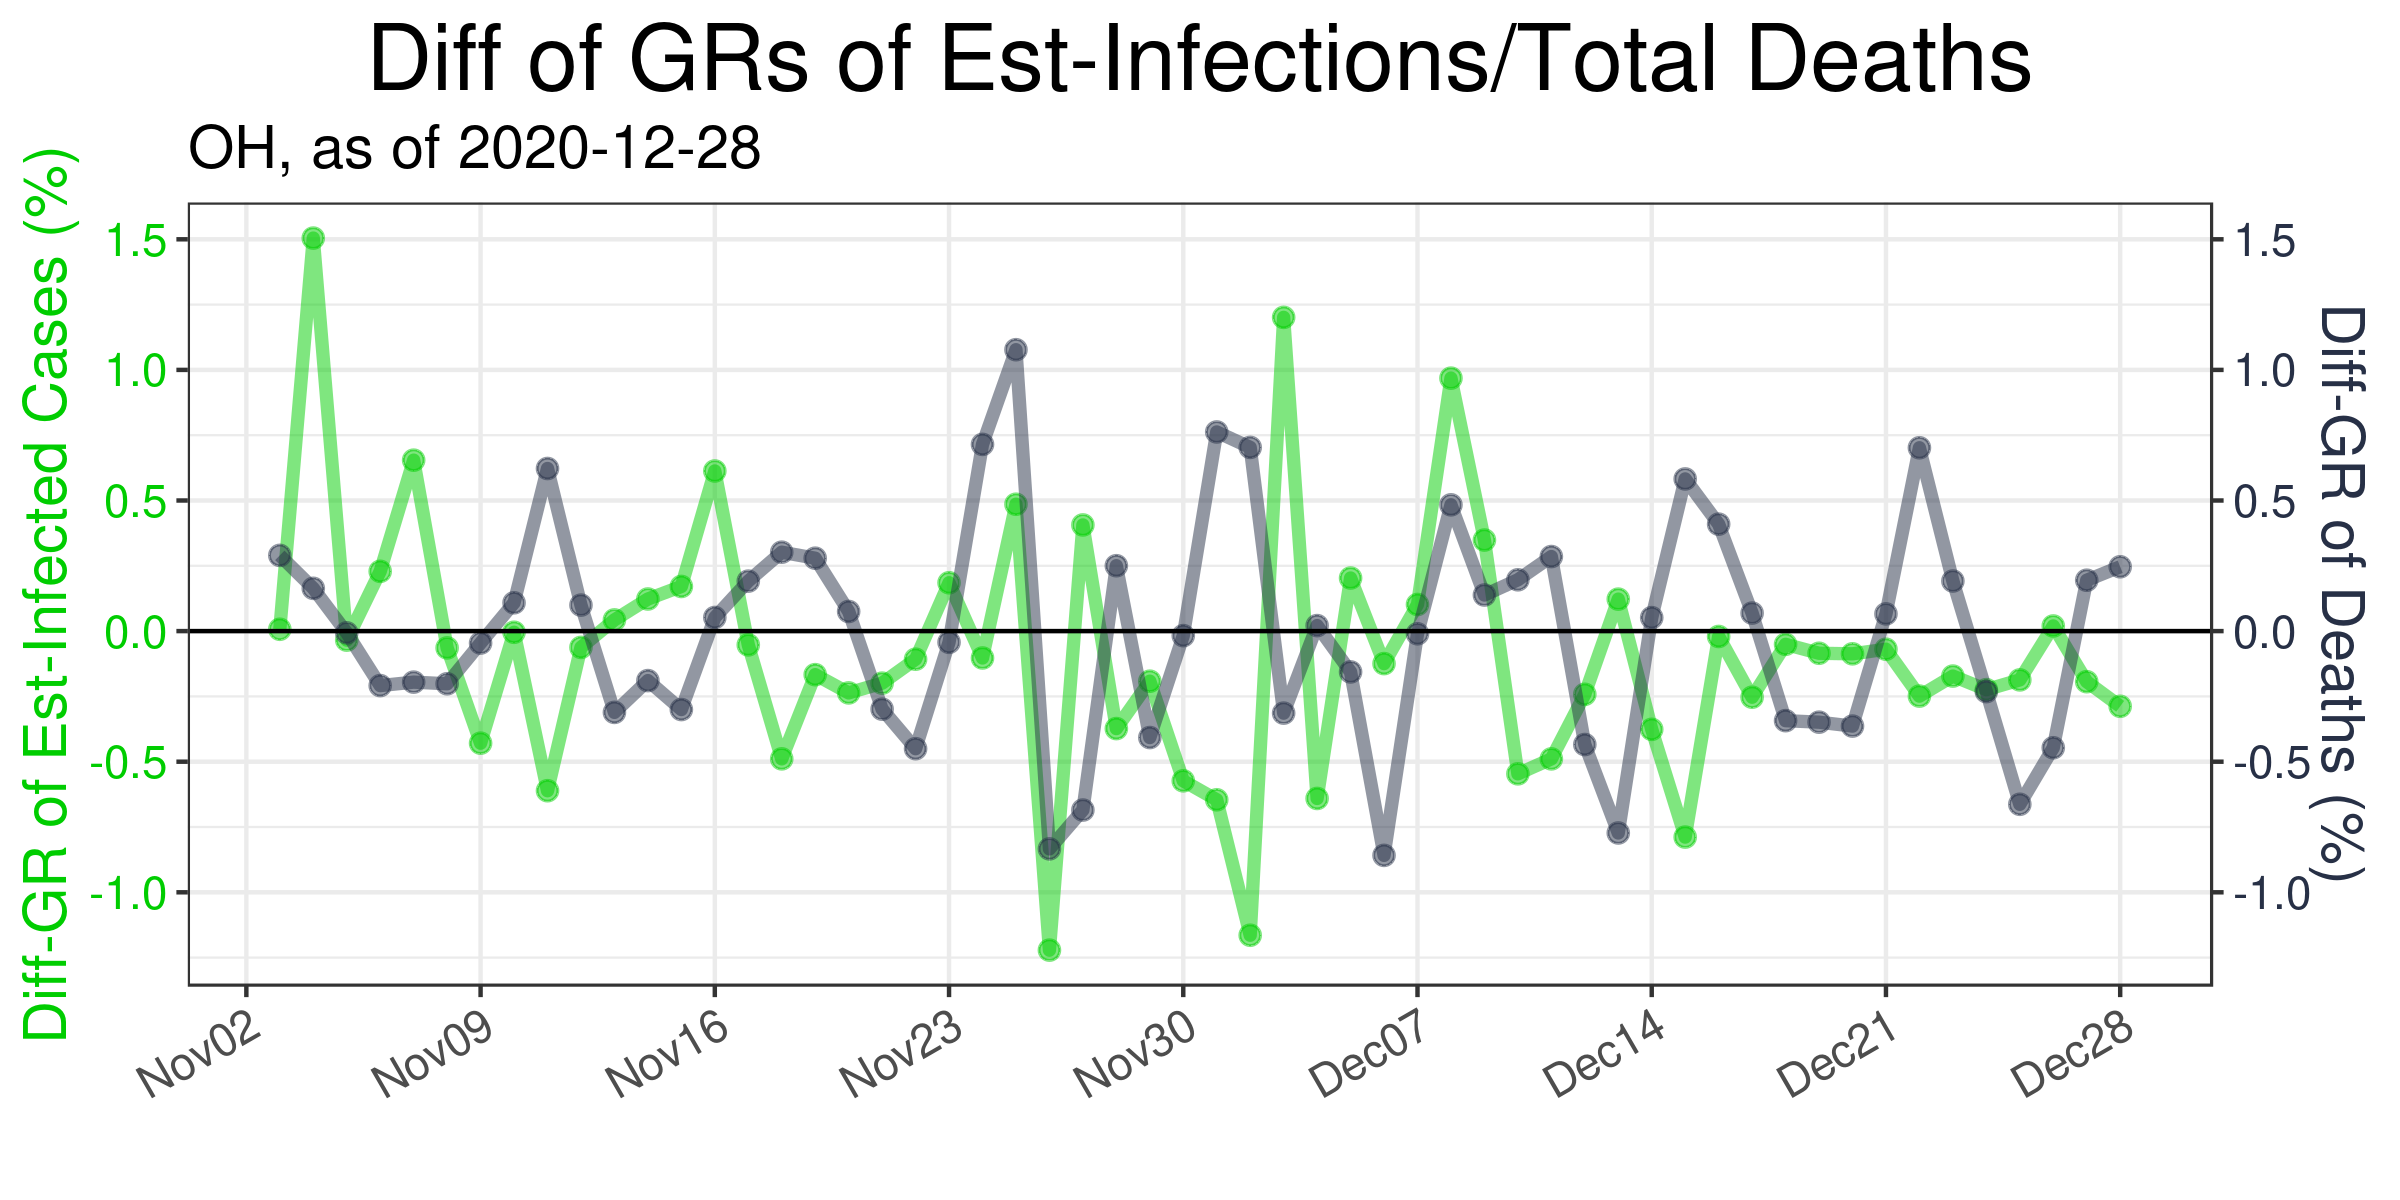 Diff of GRs of Est-Infections/Total Deaths
OH, as of 2020-12-28
Diff-GR of Est-Infected Cases (%)
1.5
1.0
0.5
0.0
-0.5
-1.0
1.5
1.0
0.5
0.0
-0.5
-1.0
Diff-GR of Deaths (%)
Nov02
Nov09
Nov16
Nov23
Nov30
Dec07
Dec14
Dec21
Dec28